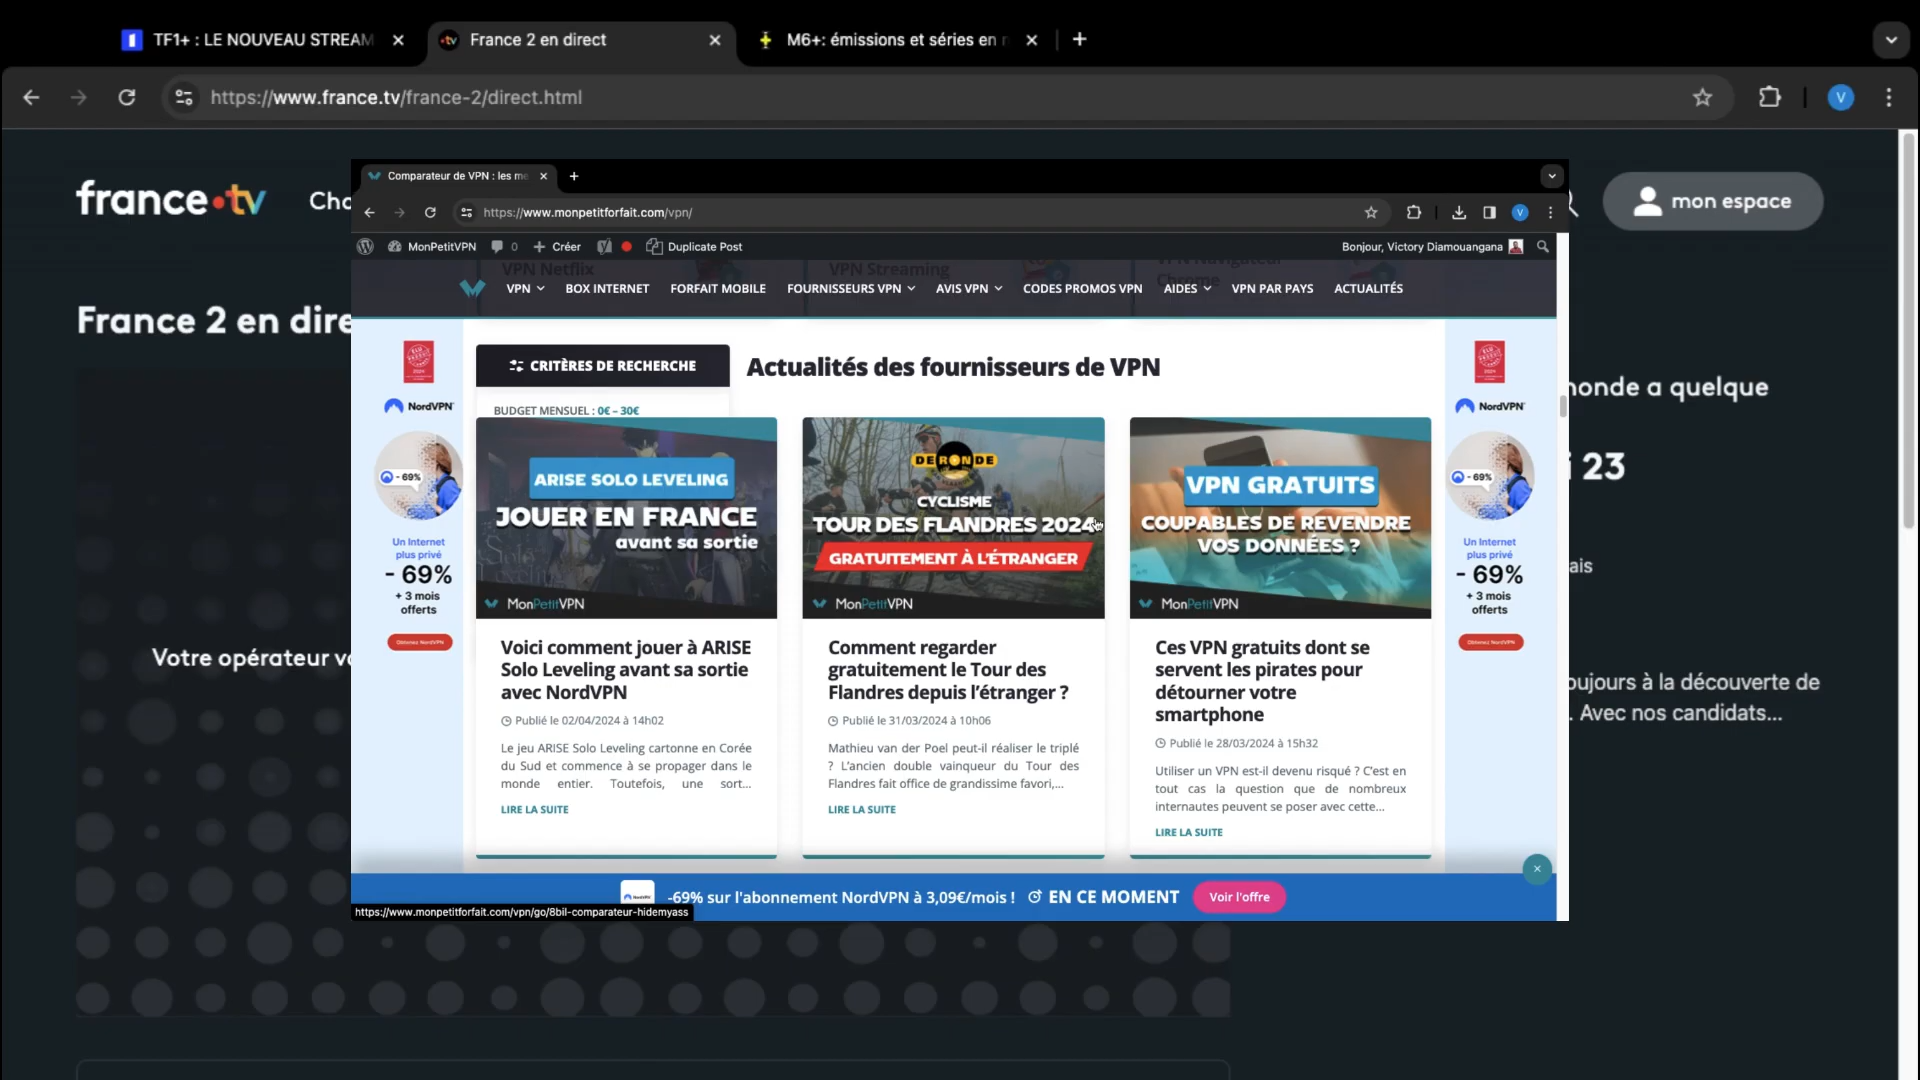 TF1+ : LE NOUVEAU STREAM
France 2 en direct
M6+: émissions et séries en
https://www.france.tv/france-2/direct.html
V
france•tv
mon espace
France 2 en dire
Votre opérateur
monde a quelque
23
ais
oujours à la découverte de
. Avec nos candidats...
Comparateur de VPN : les me
https://www.monpetitforfait.com/vpn/
V
MonPetitVPN
0
Créer
Duplicate Post
Bonjour, Victory Diamouangana
VPN Netflix
VPN Streaming
VPN Navigateur
Chrome
VPN
BOX INTERNET
FORFAIT MOBILE
FOURNISSEURS VPN
AVIS VPN
CODES PROMOS VPN
AIDES
VPN PAR PAYS
ACTUALITÉS
CRITÈRES DE RECHERCHE
BUDGET MENSUEL : 0€ – 30€
Actualités des fournisseurs de VPN
NordVPN
- 69%
Un Internet
plus privé
- 69%
+ 3 mois
offerts
Obtenez NordVPN
ARISE SOLO LEVELING
JOUER EN FRANCE
avant sa sortie
MonPetitVPN
Voici comment jouer à ARISE
Solo Leveling avant sa sortie
avec NordVPN
Publié le 02/04/2024 à 14h02
Le jeu ARISE Solo Leveling cartonne en Corée
du Sud et commence à se propager dans le
monde entier. Toutefois, une sort...
LIRE LA SUITE
DE RONDE
CYCLISME
TOUR DES FLANDRES 2024
GRATUITEMENT À L'ÉTRANGER
MonPetitVPN
Comment regarder
gratuitement le Tour des
Flandres depuis l'étranger ?
Publié le 31/03/2024 à 10h06
Mathieu van der Poel peut-il réaliser le triplé
? L'ancien double vainqueur du Tour des
Flandres fait office de grandissime favori,...
LIRE LA SUITE
VPN GRATUITS
COUPABLES DE REVENDRE
VOS DONNÉES ?
MonPetitVPN
Ces VPN gratuits dont se
servent les pirates pour
détourner votre
smartphone
Publié le 28/03/2024 à 15h32
Utiliser un VPN est-il devenu risqué ? C'est en
tout cas la question que de nombreux
internautes peuvent se poser avec cette...
LIRE LA SUITE
NordVPN
- 69%
Un Internet
plus privé
- 69%
+ 3 mois
offerts
Obtenez NordVPN
-69% sur l'abonnement NordVPN à 3,09€/mois !
EN CE MOMENT
Voir l'offre
https://www.monpetitforfait.com/vpn/go/8bil-comparateur-hidemyass